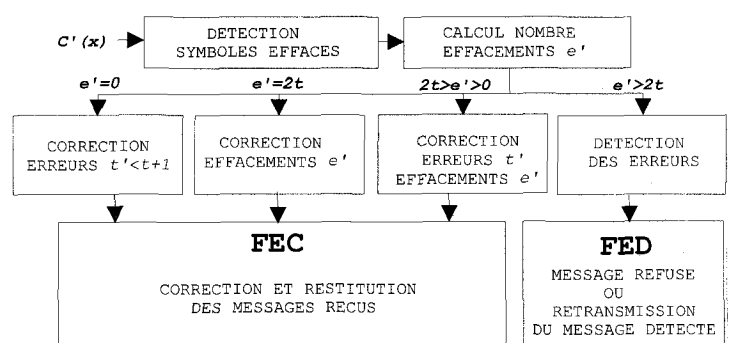 C'(x)
DETECTION
SYMBOLES EFFACES
CALCUL NOMBRE
EFFACEMENTS e'
e'=0
e'=2t
2t>e'>0
e'>2t
CORRECTION
ERREURS t'<t+1
CORRECTION
EFFACEMENTS e'
CORRECTION
ERREURS t'
EFFACEMENTS e'
DETECTION
DES ERREURS
FEC
CORRECTION ET RESTITUTION
DES MESSAGES RECUS
FED
MESSAGE REFUSE
OU
RETRANSMISSION
DU MESSAGE DETECTE